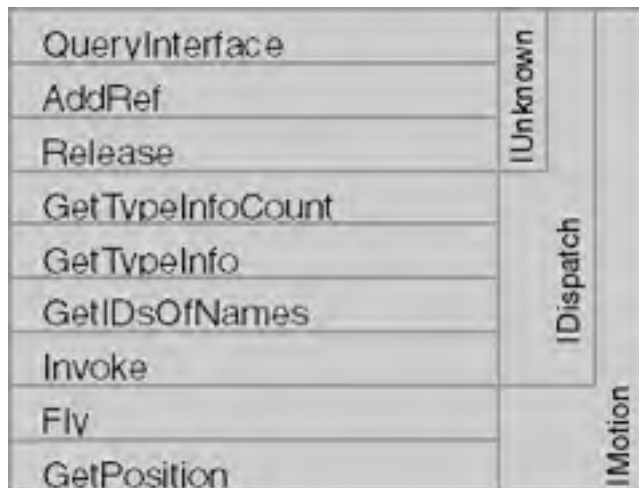 QueryInterface
AddRef
Release
GetTypeInfoCount
GetTypeInfo
GetIDsOfNames
Invoke
Fly
GetPosition
IUnknown
IDispatch
IMotion